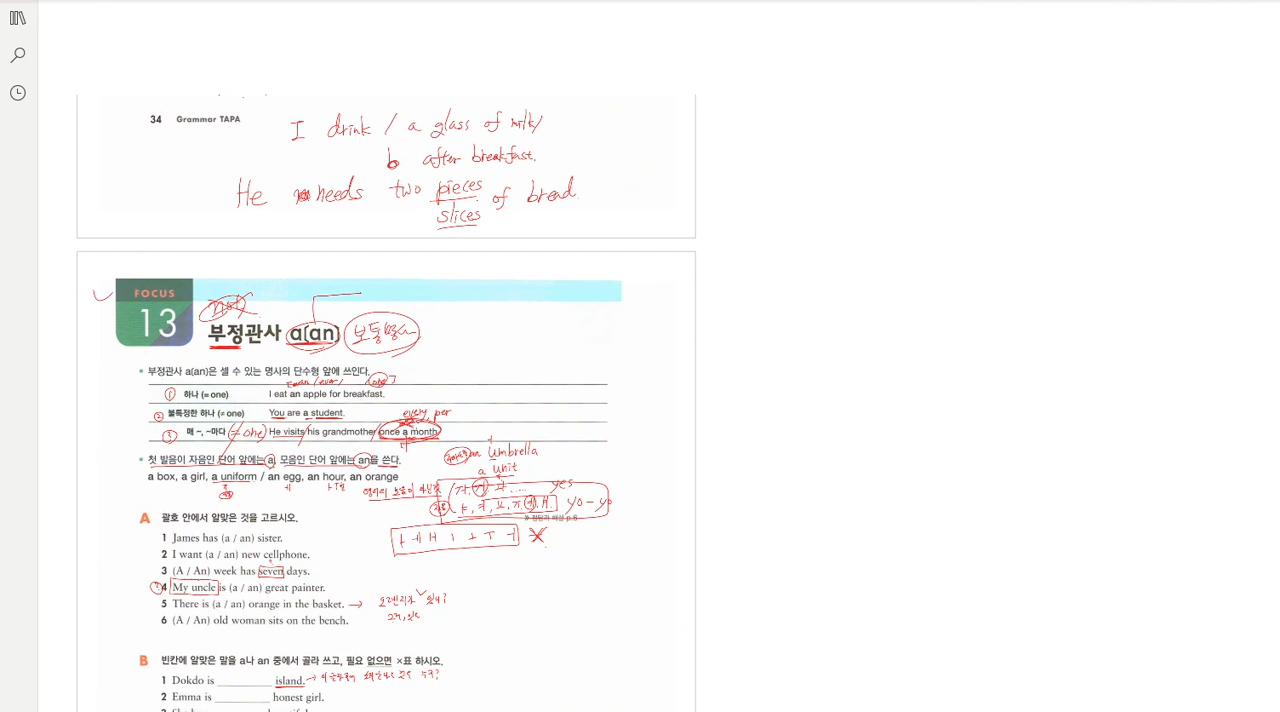 34 Grammar TAPA
I drink / a glass of milk/
after breakfast.
He needs two pieces of bread.
slices
FOCUS
13
부정관사 a(an) 보통명사
• 부정관사 a(an)은 셀 수 있는 명사의 단수형 앞에 쓰인다.
one
① 하나 (= one) I eat an apple for breakfast.
② 불특정한 하나 (≠ one) You are a student.
every, per
③ 매 ~, ~마다 (≠ one) He visits his grandmother once a month.
an umbrella
• 첫 발음이 자음인 단어 앞에는 a, 모음인 단어 앞에는 an을 쓴다.
a unit
a box, a girl, a uniform / an egg, an hour, an orange
yes
yo - yo
» 정답과 해설 p.6
A 괄호 안에서 알맞은 것을 고르시오.
1 James has (a / an) sister.
2 I want (a / an) new cellphone.
3 (A / An) week has seven days.
4 My uncle is (a / an) great painter.
5 There is (a / an) orange in the basket.
6 (A / An) old woman sits on the bench.
B 빈칸에 알맞은 말을 a나 an 중에서 골라 쓰고, 필요 없으면 ×표 하시오.
1 Dokdo is ________ island.
2 Emma is ________ honest girl.